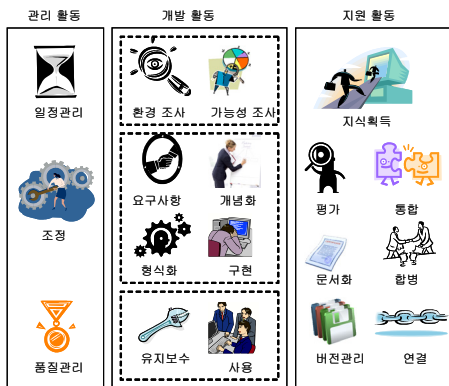 관리 활동
개발 활동
지원 활동
일정관리
조정
품질관리
환경 조사
가능성 조사
요구사항
개념화
형식화
구현
유지보수
사용
지식획득
평가
통합
문서화
합병
버전관리
연결